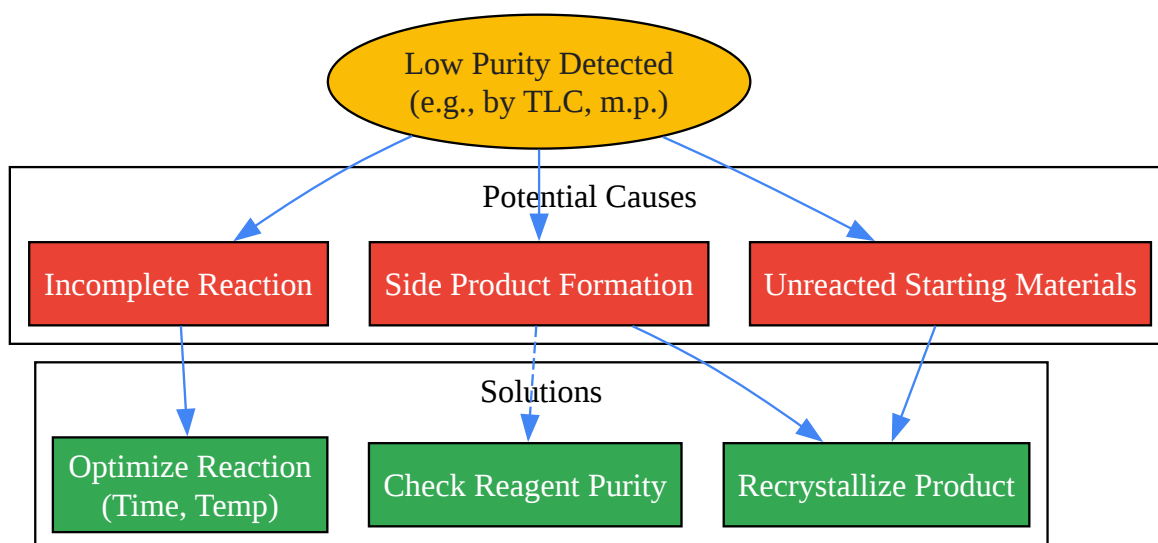 Low Purity Detected
(e.g., by TLC, m.p.)
Potential Causes
Incomplete Reaction
Side Product Formation
Unreacted Starting Materials
Solutions
Optimize Reaction
(Time, Temp)
Check Reagent Purity
Recrystallize Product